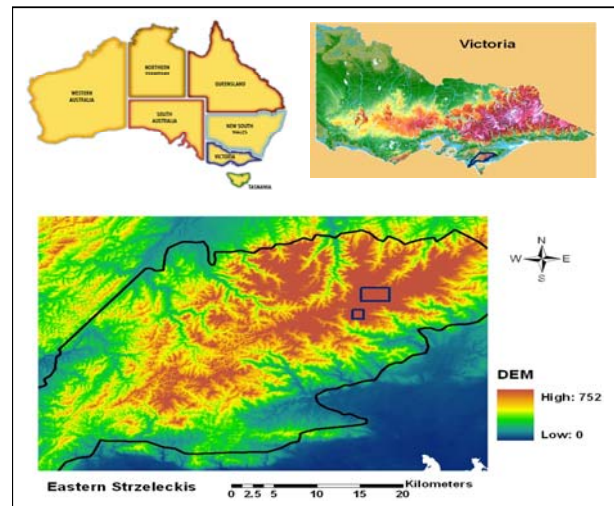 NORTHERN
WESTERN
AUSTRALIA
QUEENSLAND
SOUTH
AUSTRALIA
NEW SOUTH
WALES
VICTORIA
TASMANIA
Victoria
N
W E
S
DEM
High: 752
Low: 0
Eastern Strzeleckis
Kilometers
0 2.5 5 10 15 20